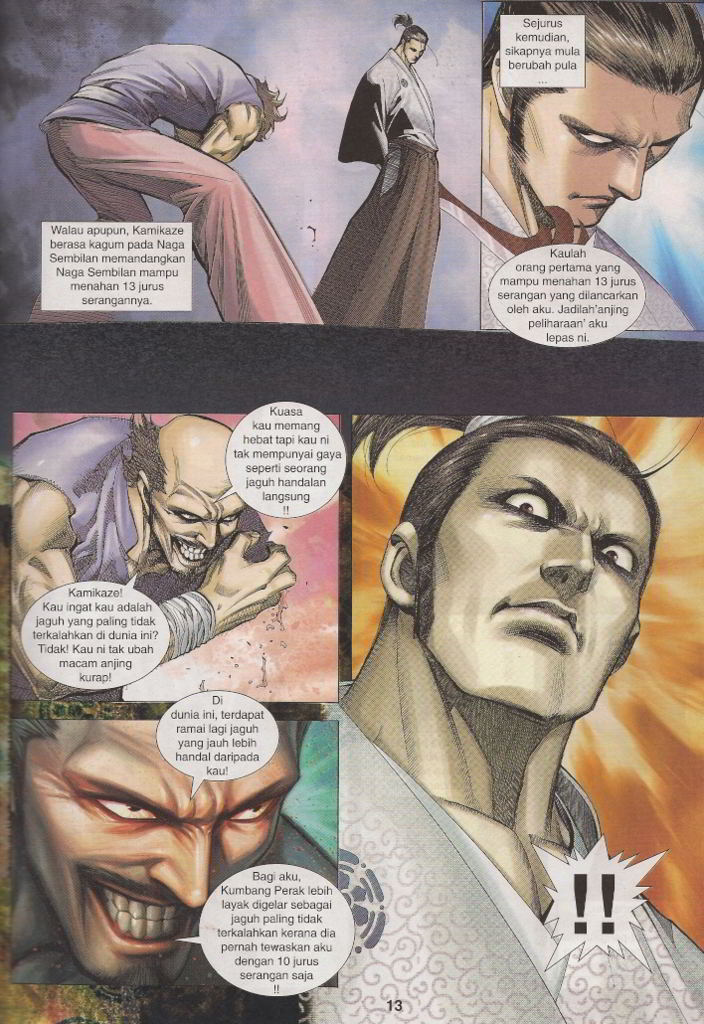 Walau apupun, Kamikaze
berasa kagum pada Naga
Sembilan memandangkan
Naga Sembilan mampu
menahan 13 jurus
serangannya.
Sejurus
kemudian,
sikapnya mula
berubah pula
...
Kaulah
orang pertama yang
mampu menahan 13 jurus
serangan yang dilancarkan
oleh aku. Jadilah'anjing
peliharaan' aku
lepas ni.
Kuasa
kau memang
hebat tapi kau ni
tak mempunyai gaya
seperti seorang
jaguh handalan
langsung
!!
Kamikaze!
Kau ingat kau adalah
jaguh yang paling tidak
terkalahkan di dunia ini?
Tidak! Kau ni tak ubah
macam anjing
kurap!
Di
dunia ini, terdapat
ramai lagi jaguh
yang jauh lebih
handal daripada
kau!
Bagi aku,
Kumbang Perak lebih
layak digelar sebagai
jaguh paling tidak
terkalahkan kerana dia
pernah tewaskan aku
dengan 10 jurus
serangan saja
!!
!!
13